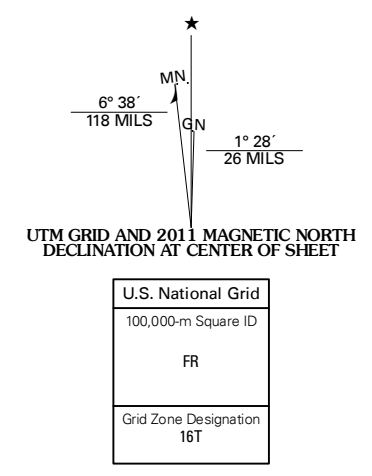 ★
M.N.
GN
6° 38´
118 MILS
1° 28´
26 MILS
UTM GRID AND 2011 MAGNETIC NORTH
DECLINATION AT CENTER OF SHEET
U.S. National Grid
100,000-m Square ID
FR
Grid Zone Designation
16T